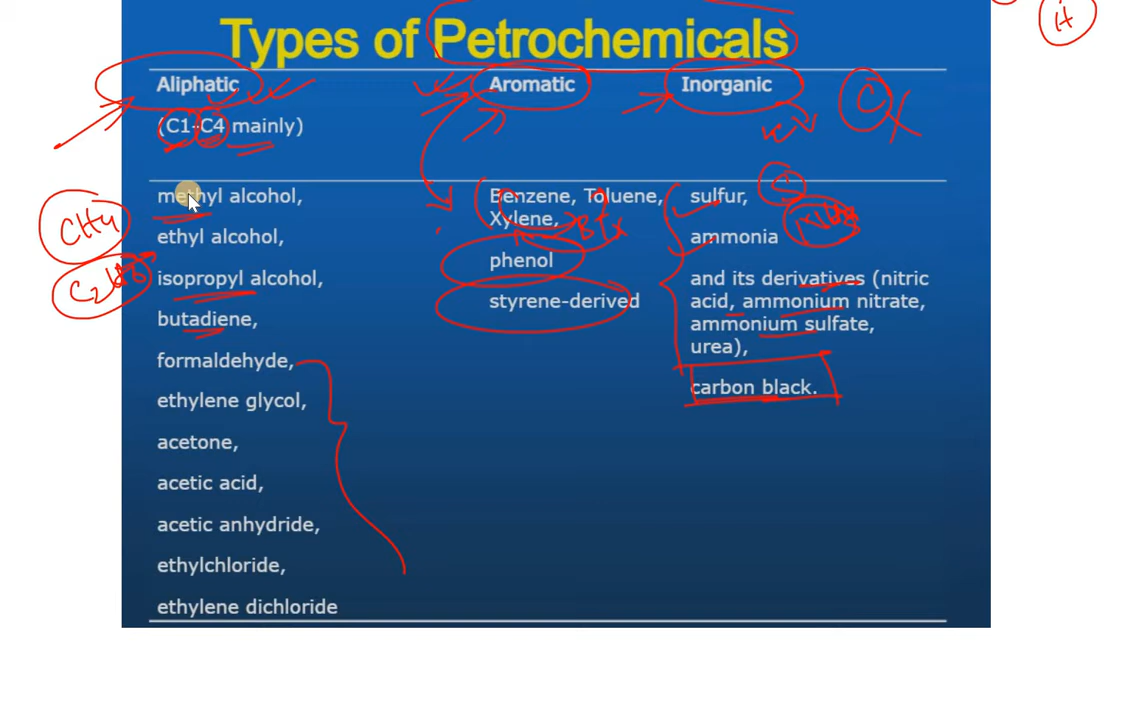 Types of Petrochemicals
Aliphatic
(C1-C4 mainly)
Aromatic
Inorganic
methyl alcohol,
ethyl alcohol,
isopropyl alcohol,
butadiene,
formaldehyde,
ethylene glycol,
acetone,
acetic acid,
acetic anhydride,
ethylchloride,
ethylene dichloride
Benzene, Toluene,
Xylene,
phenol
styrene-derived
sulfur,
ammonia
and its derivatives (nitric
acid, ammonium nitrate,
ammonium sulfate,
urea),
carbon black.
CH4
C2H6
BTX
S
NH3
C
H